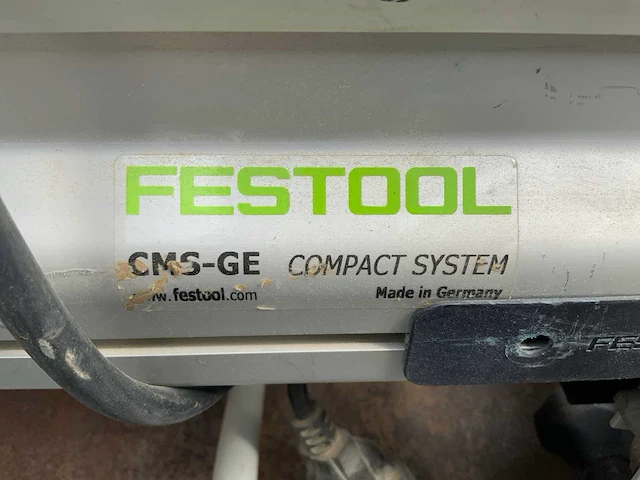 FESTOOL
CMS-GE COMPACT SYSTEM
www.festool.com Made in Germany